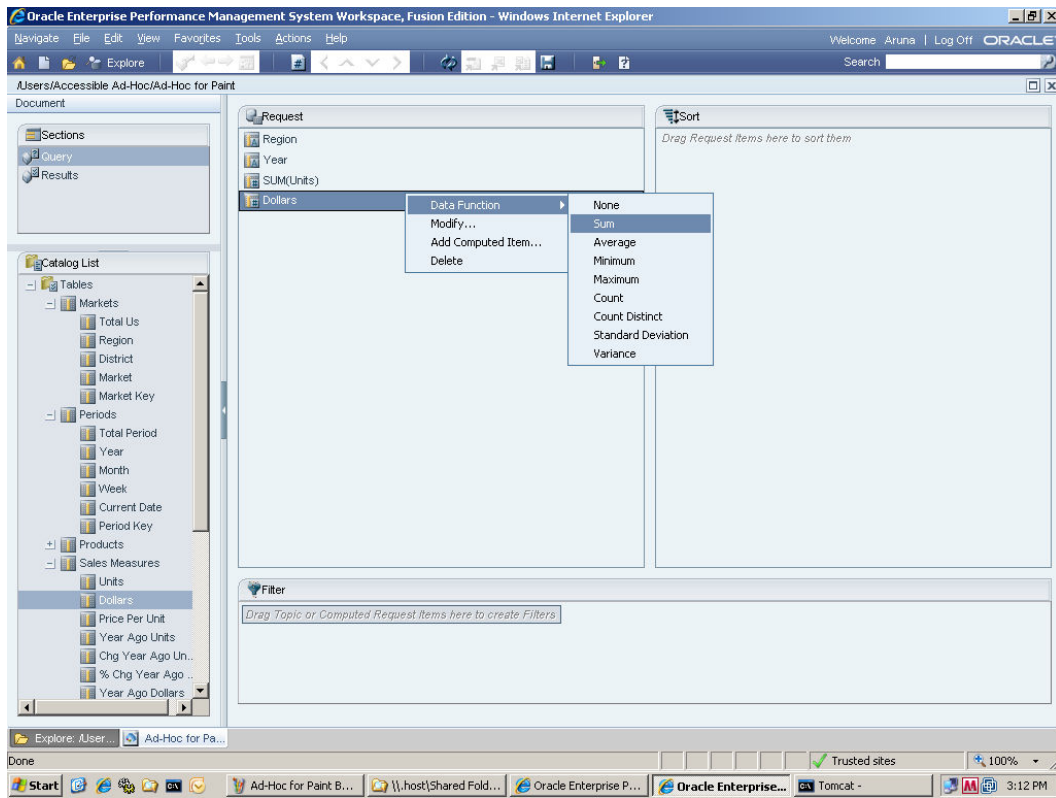 Oracle Enterprise Performance Management System Workspace, Fusion Edition - Windows Internet Explorer
Navigate File Edit View Favorites Tools Actions Help
Welcome Aruna | Log Off ORACLE
Explore
Search
/Users/Accessible Ad-Hoc/Ad-Hoc for Paint
Document
Sections
Query
Results
Catalog List
Tables
Markets
Total Us
Region
District
Market
Market Key
Periods
Total Period
Year
Month
Week
Current Date
Period Key
Products
Sales Measures
Units
Dollars
Price Per Unit
Year Ago Units
Chg Year Ago Un..
% Chg Year Ago ..
Year Ago Dollars
Request
Region
Year
SUM(Units)
Dollars
Data Function
Modify...
Add Computed Item...
Delete
None
Sum
Average
Minimum
Maximum
Count
Count Distinct
Standard Deviation
Variance
Sort
Drag Request Items here to sort them
Filter
Drag Topic or Computed Request Items here to create Filters
Explore: /User... Ad-Hoc for Pa...
Done
Trusted sites
100%
Start
Ad-Hoc for Paint B...
\\.host\Shared Fold...
Oracle Enterprise P...
Oracle Enterprise...
Tomcat -
3:12 PM